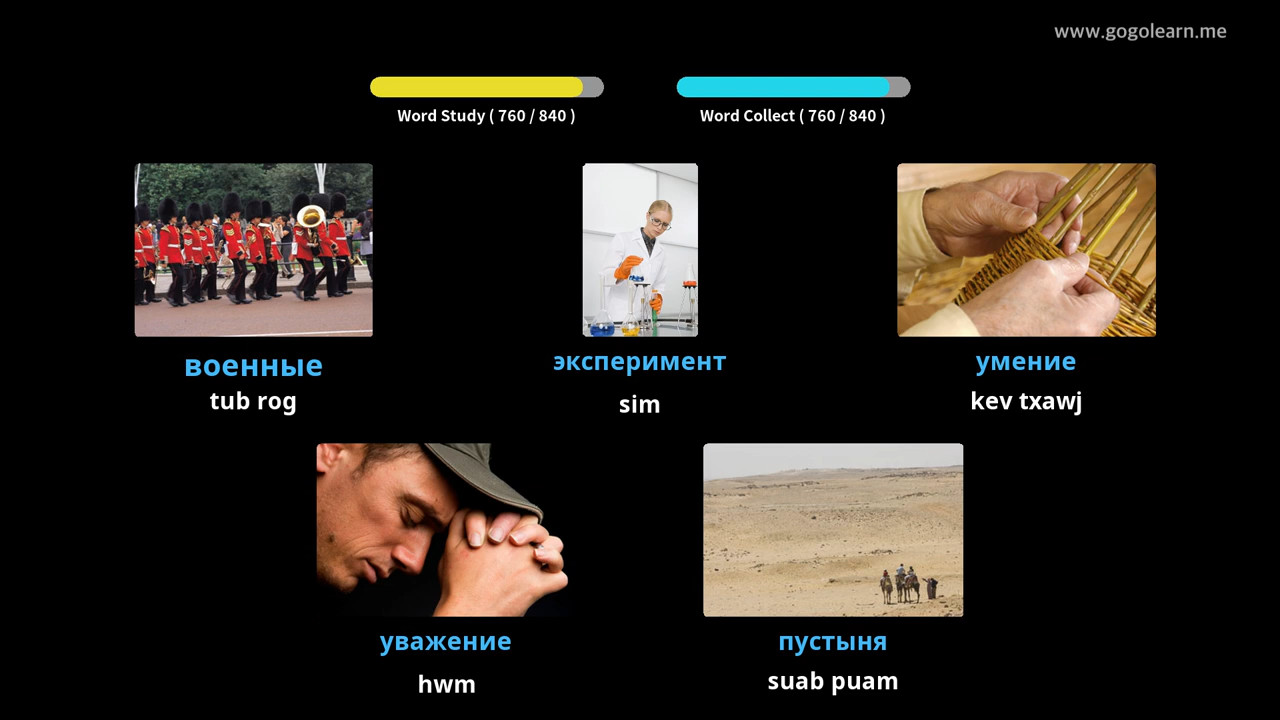 www.gogolearn.me
Word Study ( 760 / 840 )
Word Collect ( 760 / 840 )
военные
tub rog
эксперимент
sim
умение
kev txawj
уважение
hwm
пустыня
suab puam